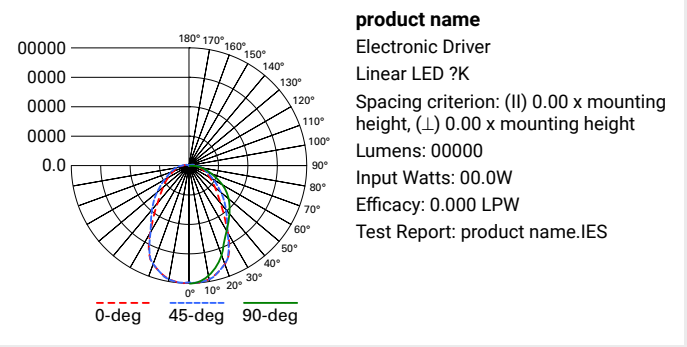 product name
Electronic Driver
Linear LED ?K
Spacing criterion: (II) 0.00 x mounting
height, (⊥) 0.00 x mounting height
Lumens: 00000
Input Watts: 00.0W
Efficacy: 0.000 LPW
Test Report: product name.IES
00000
0000
0000
0000
0.0
180°
170°
160°
150°
140°
130°
120°
110°
100°
90°
80°
70°
60°
50°
40°
30°
20°
10°
0°
0-deg 45-deg 90-deg